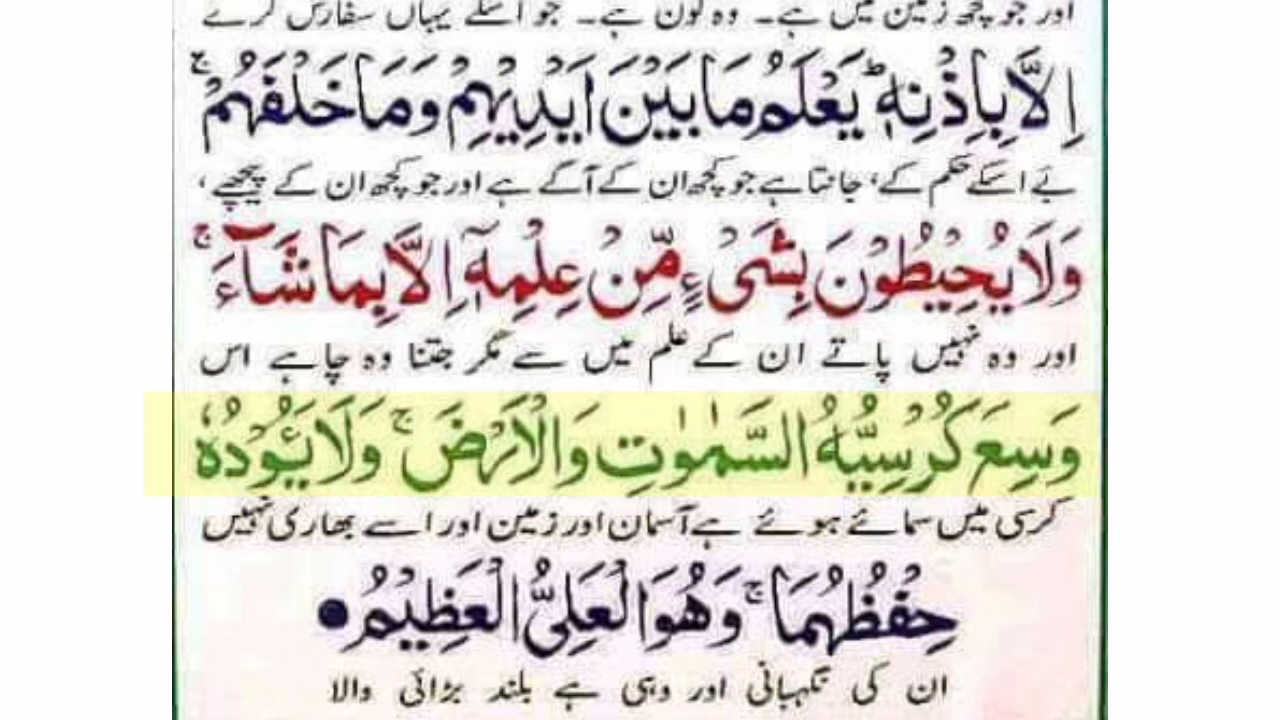 اور جو کچھ زمین میں ہے۔ وہ کون ہے۔ جو اسکے یہاں سفارش کرے
اِلَّا بِاِذْنِهٖ ؕ يَعْلَمُ مَا بَيْنَ اَيْدِيْهِمْ وَمَا خَلْفَهُمْ ۚ
بے اسکے حکم کے، جانتا ہے جو کچھ ان کے آگے ہے اور جو کچھ ان کے پیچھے،
وَلَا يُحِيْطُوْنَ بِشَیْءٍ مِّنْ عِلْمِهٖٓ اِلَّا بِمَا شَآءَ ۚ
اور وہ نہیں پاتے ان کے علم میں سے مگر جتنا وہ چاہے اس
وَسِعَ كُرْسِيُّهُ السَّمٰوٰتِ وَالْاَرْضَ ۚ وَلَا يَـُٔوْدُهٗ
کرسی میں سمائے ہوئے ہے آسمان اور زمین اور اسے بھاری نہیں
حِفْظُهُمَا ۚ وَهُوَ الْعَلِیُّ الْعَظِيْمُ ●
ان کی نگہبانی اور وہی ہے بلند بڑائی والا